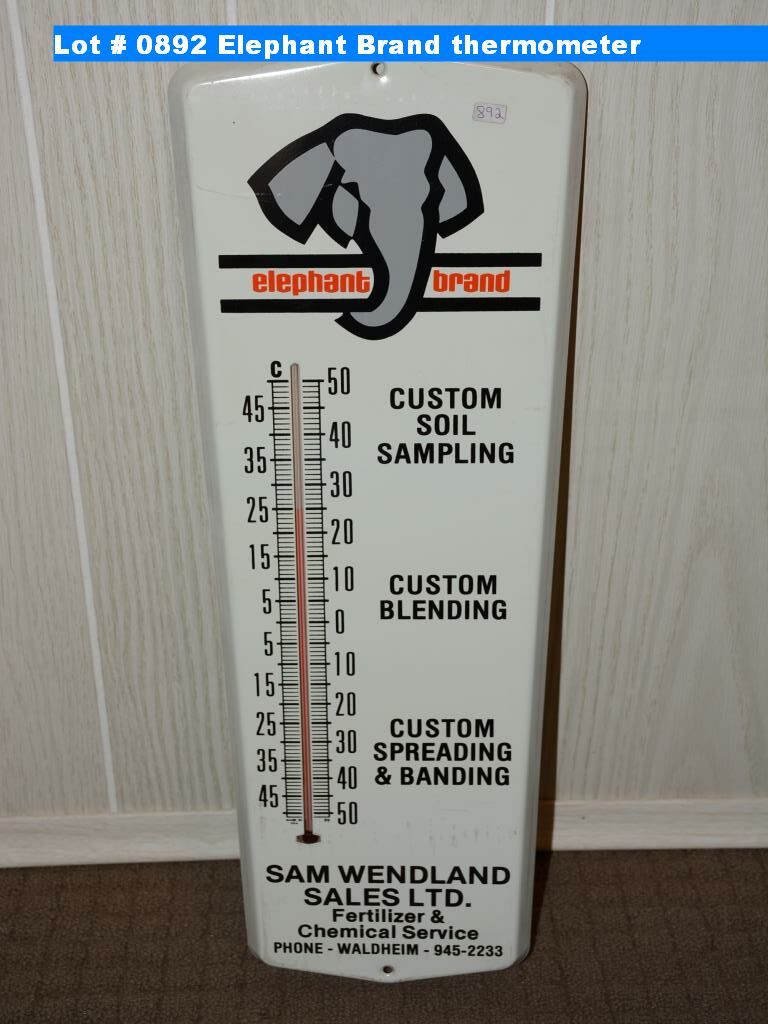 Lot # 0892 Elephant Brand thermometer
892
elephant brand
C
50
45
40
35
30
25
20
15
10
5
0
5
10
15
20
25
30
35
40
45
50
CUSTOM
SOIL
SAMPLING
CUSTOM
BLENDING
CUSTOM
SPREADING
& BANDING
SAM WENDLAND
SALES LTD.
Fertilizer &
Chemical Service
PHONE - WALDHEIM - 945-2233